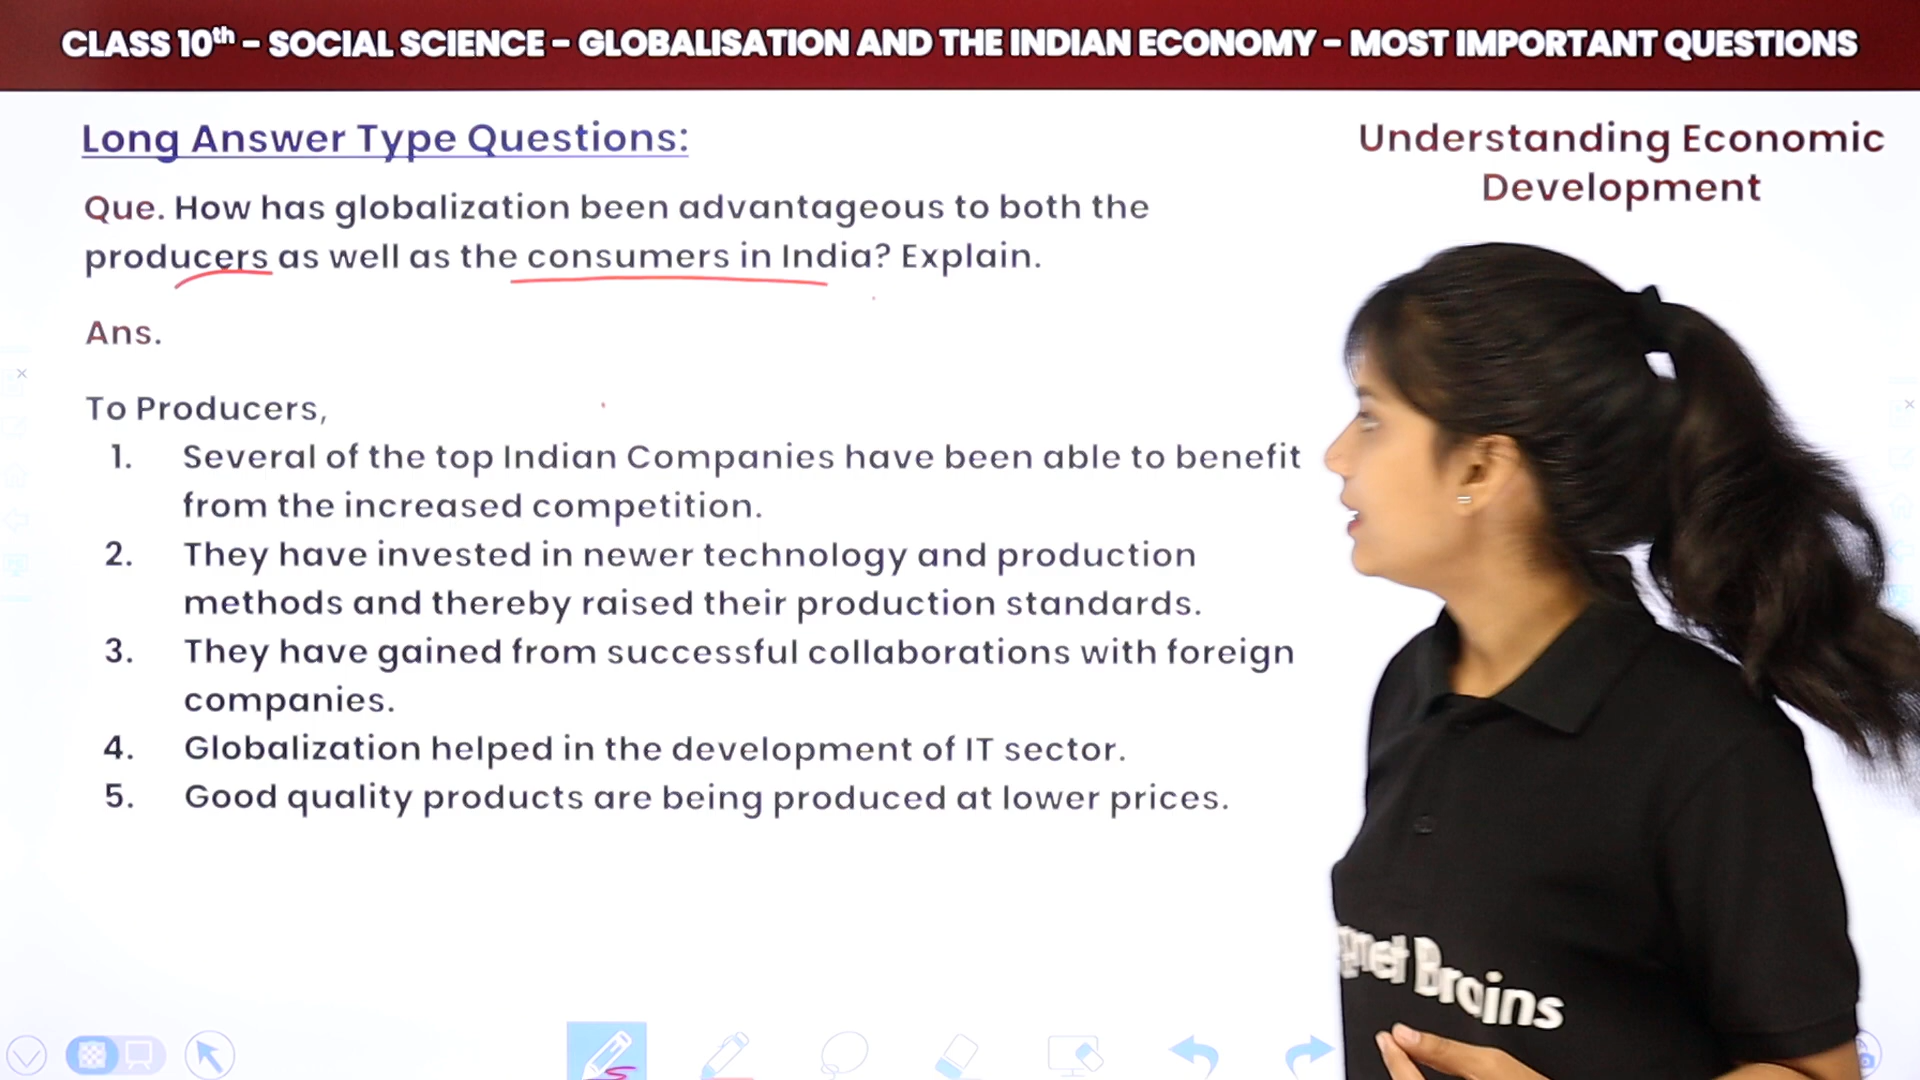 CLASS 10th - SOCIAL SCIENCE - GLOBALISATION AND THE INDIAN ECONOMY - MOST IMPORTANT QUESTIONS
Long Answer Type Questions:
Understanding Economic
Development
Que. How has globalization been advantageous to both the
producers as well as the consumers in India? Explain.
Ans.
To Producers,
1. Several of the top Indian Companies have been able to benefit
from the increased competition.
2. They have invested in newer technology and production
methods and thereby raised their production standards.
3. They have gained from successful collaborations with foreign
companies.
4. Globalization helped in the development of IT sector.
5. Good quality products are being produced at lower prices.
Brains